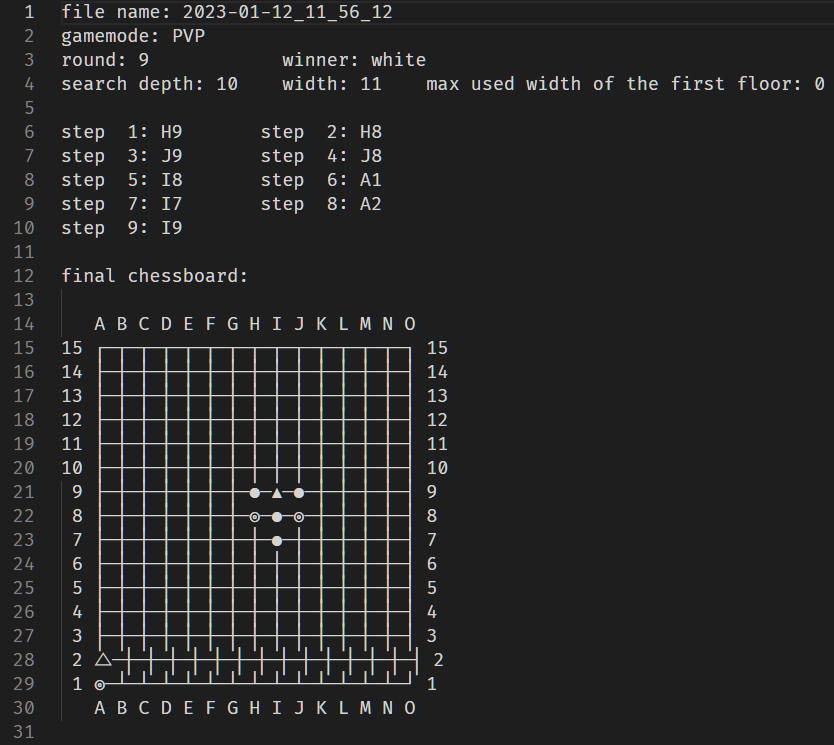 1 file name: 2023-01-12_11_56_12
2 gamemode: PVP
3 round: 9 winner: white
4 search depth: 10 width: 11 max used width of the first floor: 0
5
6 step 1: H9 step 2: H8
7 step 3: J9 step 4: J8
8 step 5: I8 step 6: A1
9 step 7: I7 step 8: A2
10 step 9: I9
11
12 final chessboard:
13
14 A B C D E F G H I J K L M N O
15 15 15
16 14 14
17 13 13
18 12 12
19 11 11
20 10 10
21 9 ●▲● 9
22 8 ◎●◎ 8
23 7 ● 7
24 6 6
25 5 5
26 4 4
27 3 3
28 2 △ 2
29 1 ◎ 1
30 A B C D E F G H I J K L M N O
31